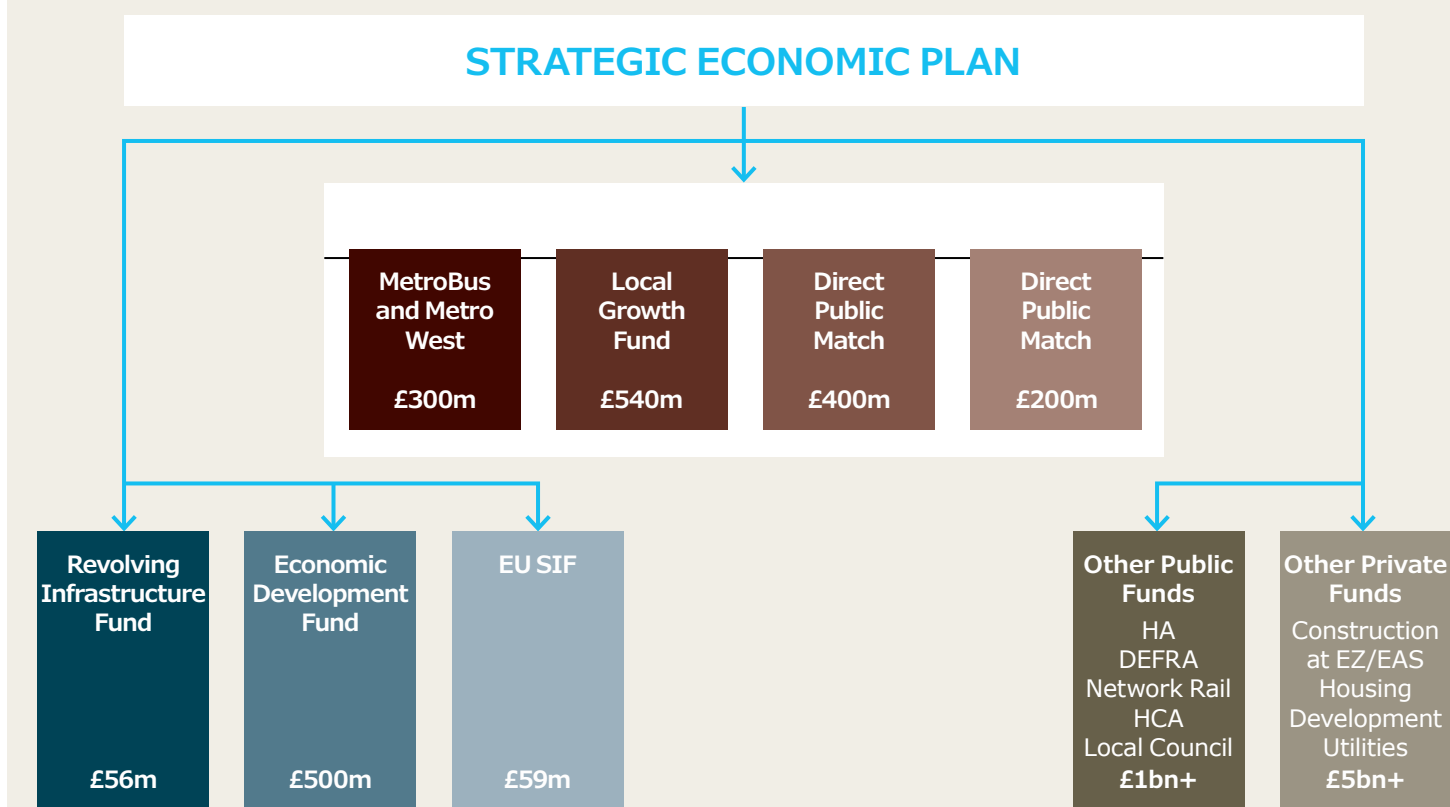 STRATEGIC ECONOMIC PLAN
MetroBus
and Metro
West
£300m
Local
Growth
Fund
£540m
Direct
Public
Match
£400m
Direct
Public
Match
£200m
Revolving
Infrastructure
Fund
£56m
Economic
Development
Fund
£500m
EU SIF
£59m
Other Public
Funds
HA
DEFRA
Network Rail
HCA
Local Council
£1bn+
Other Private
Funds
Construction
at EZ/EAS
Housing
Development
Utilities
£5bn+